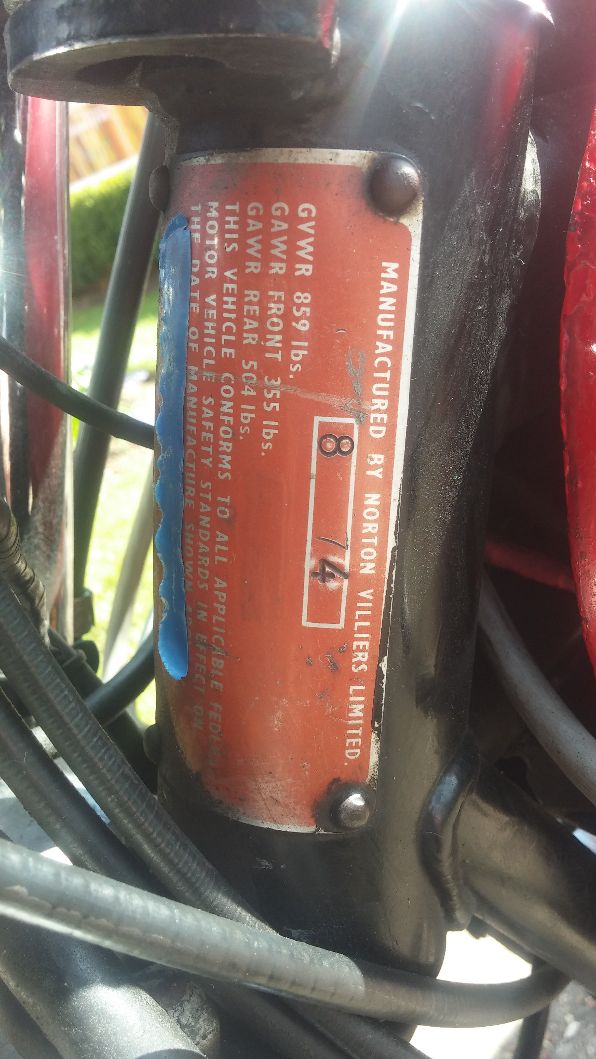 MANUFACTURED BY NORTON VILLIERS LIMITED.
8 74
GVWR 859 lbs.
GAWR FRONT 355 lbs.
GAWR REAR 504 lbs.
THIS VEHICLE CONFORMS TO ALL APPLICABLE FEDERAL
MOTOR VEHICLE SAFETY STANDARDS IN EFFECT ON
THE DATE OF MANUFACTURE SHOWN